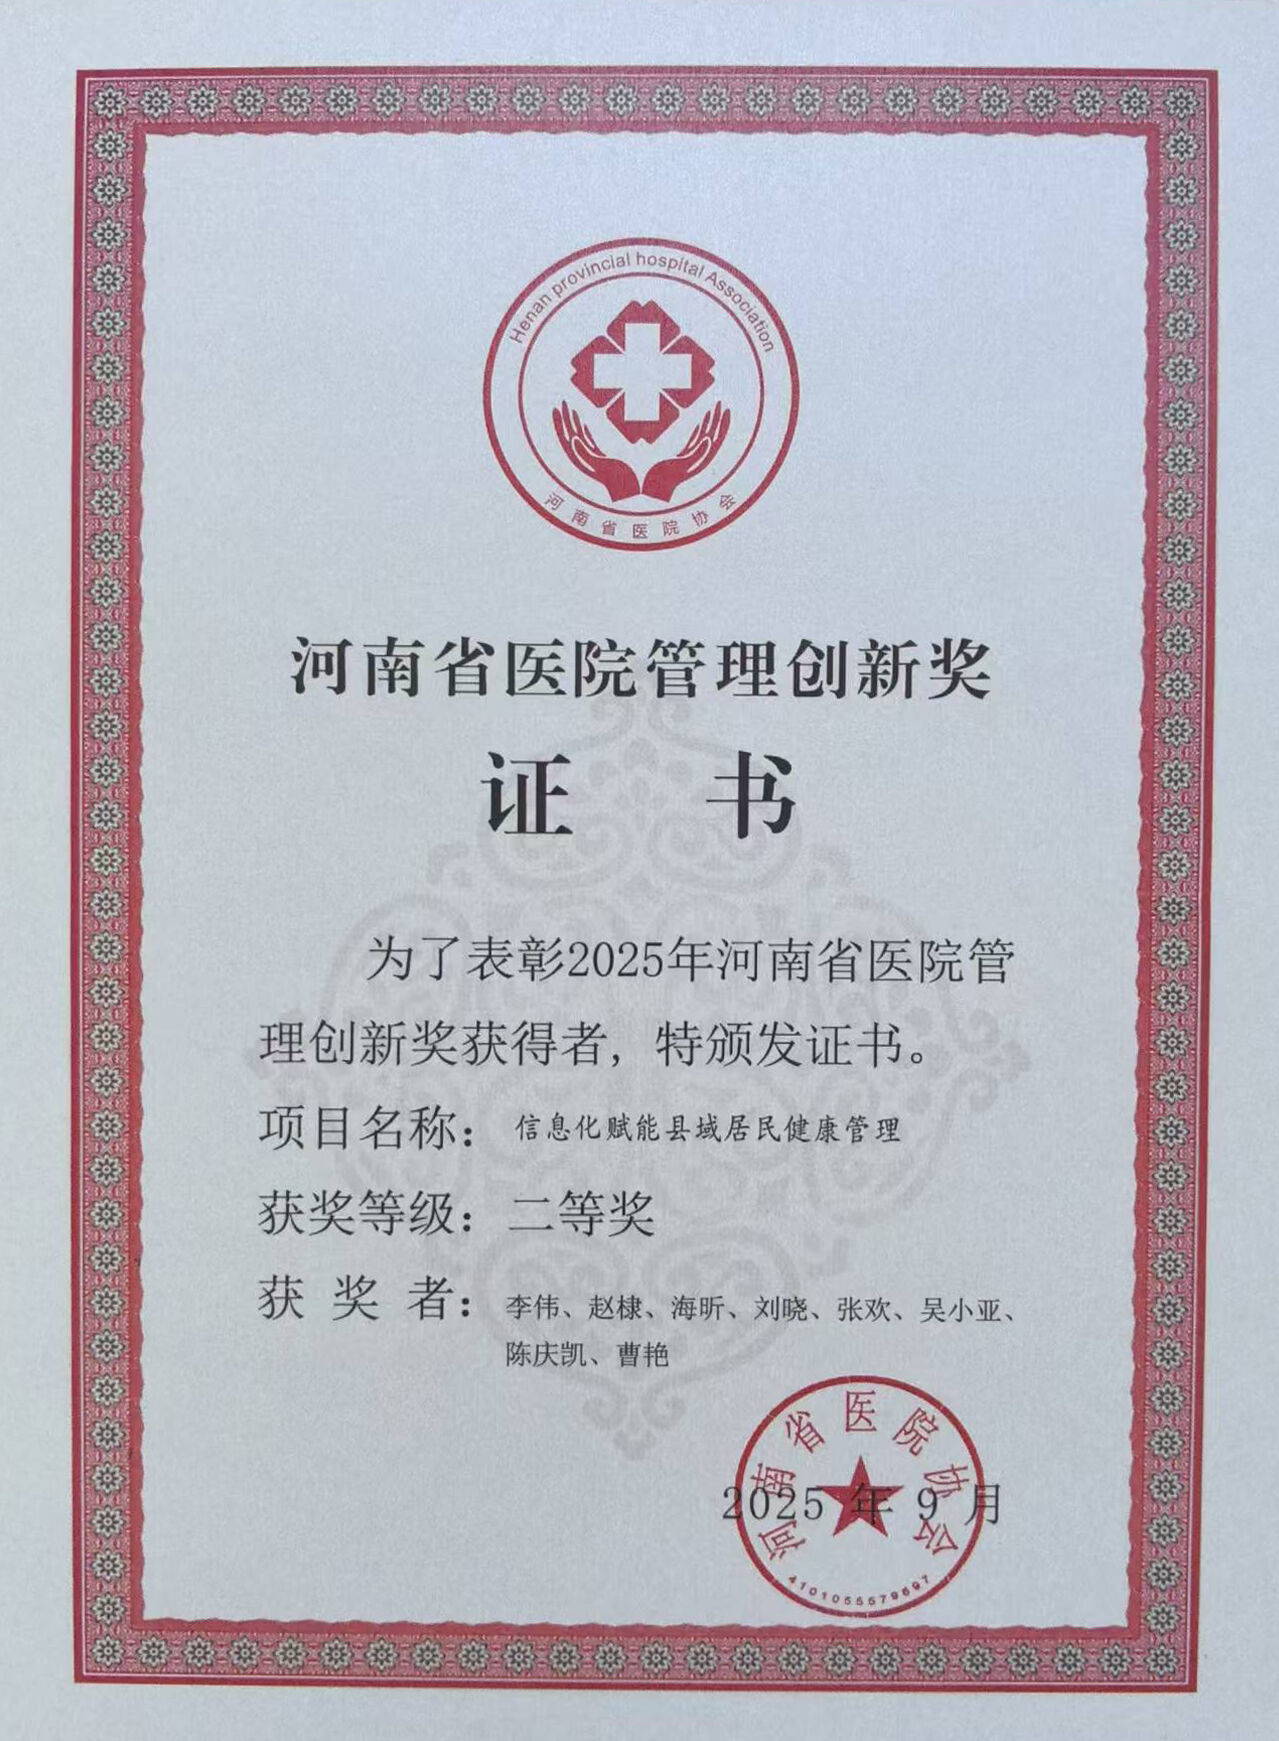 Henan provincial hospital Association
河南省医院协会
河南省医院管理创新奖
证 书
为了表彰2025年河南省医院管
理创新奖获得者，特颁发证书。
项目名称：信息化赋能县域居民健康管理
获奖等级：二等奖
获 奖 者：李伟、赵棣、海昕、刘晓、张欢、吴小亚、
陈庆凯、曹艳
河南省医院协会
2025 年 9 月
4101055579697